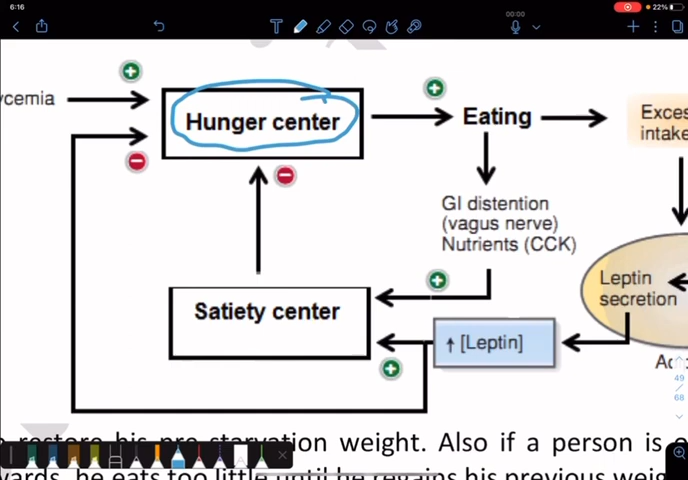 6:16
00:00
22%
ycemia
Hunger center
Eating
Exces
intake
GI distention
(vagus nerve)
Nutrients (CCK)
Leptin
secretion
Satiety center
↑ [Leptin]
49
/
68
restore his pre starvation weight. Also if a person is
he eats too little until he regains his previous weig